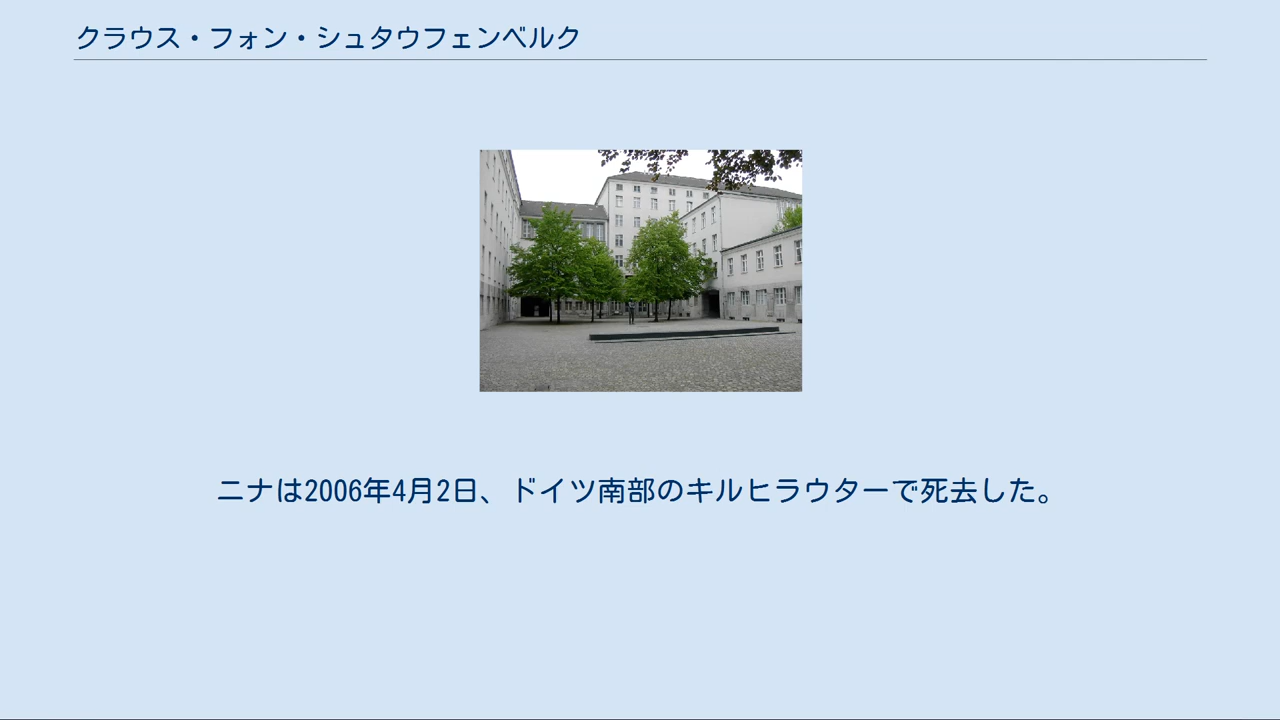 クラウス・フォン・シュタウフェンベルク
ニナは2006年4月2日、ドイツ南部のキルヒラウターで死去した。